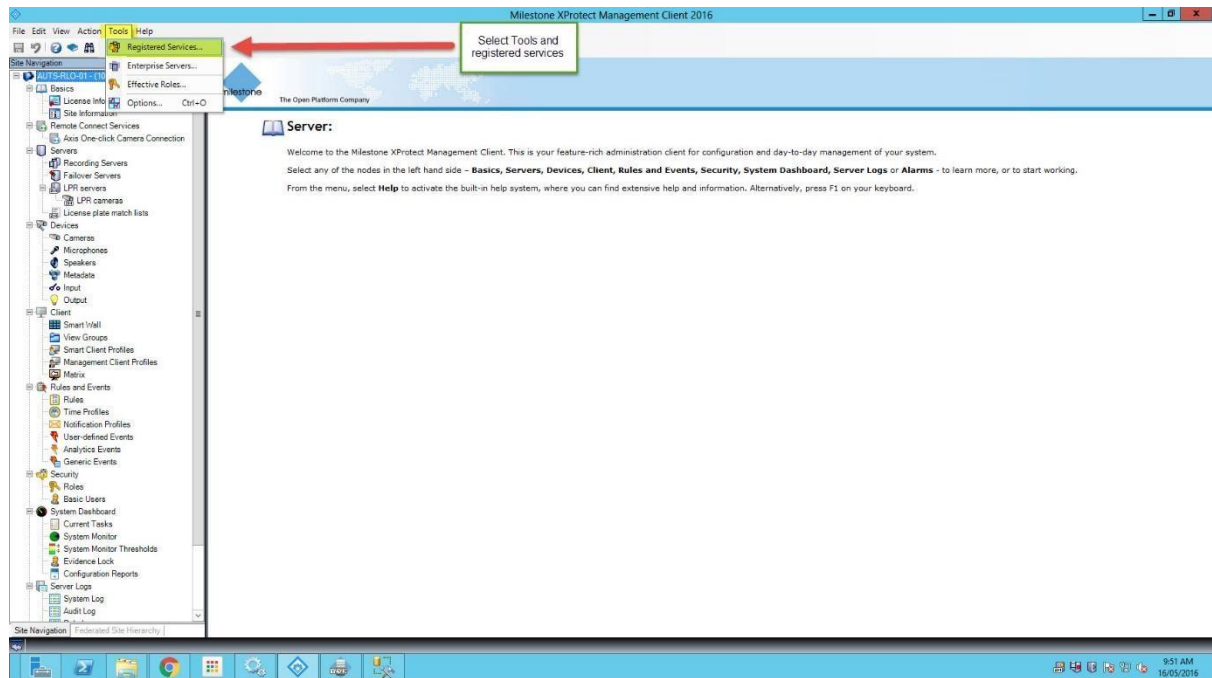 Milestone XProtect Management Client 2016
File Edit View Action Tools Help
Registered Services...
Enterprise Servers...
Effective Roles...
Options... Ctrl+O
Select Tools and
registered services
Site Navigation
AUTS-RLO-01 - (10
Basics
License Info
Site Information
Remote Connect Services
Axis One-click Camera Connection
Servers
Recording Servers
Failover Servers
LPR servers
LPR cameras
License plate match lists
Devices
Cameras
Microphones
Speakers
Metadata
Input
Output
Client
Smart Wall
View Groups
Smart Client Profiles
Management Client Profiles
Matrix
Rules and Events
Rules
Time Profiles
Notification Profiles
User-defined Events
Analytics Events
Generic Events
Security
Roles
Basic Users
System Dashboard
Current Tasks
System Monitor
System Monitor Thresholds
Evidence Lock
Configuration Reports
Server Logs
System Log
Audit Log
Site Navigation Federated Site Hierarchy
milestone
The Open Platform Company
Server:
Welcome to the Milestone XProtect Management Client. This is your feature-rich administration client for configuration and day-to-day management of your system.
Select any of the nodes in the left hand side - Basics, Servers, Devices, Client, Rules and Events, Security, System Dashboard, Server Logs or Alarms - to learn more, or to start working.
From the menu, select Help to activate the built-in help system, where you can find extensive help and information. Alternatively, press F1 on your keyboard.
9:51 AM
16/05/2016